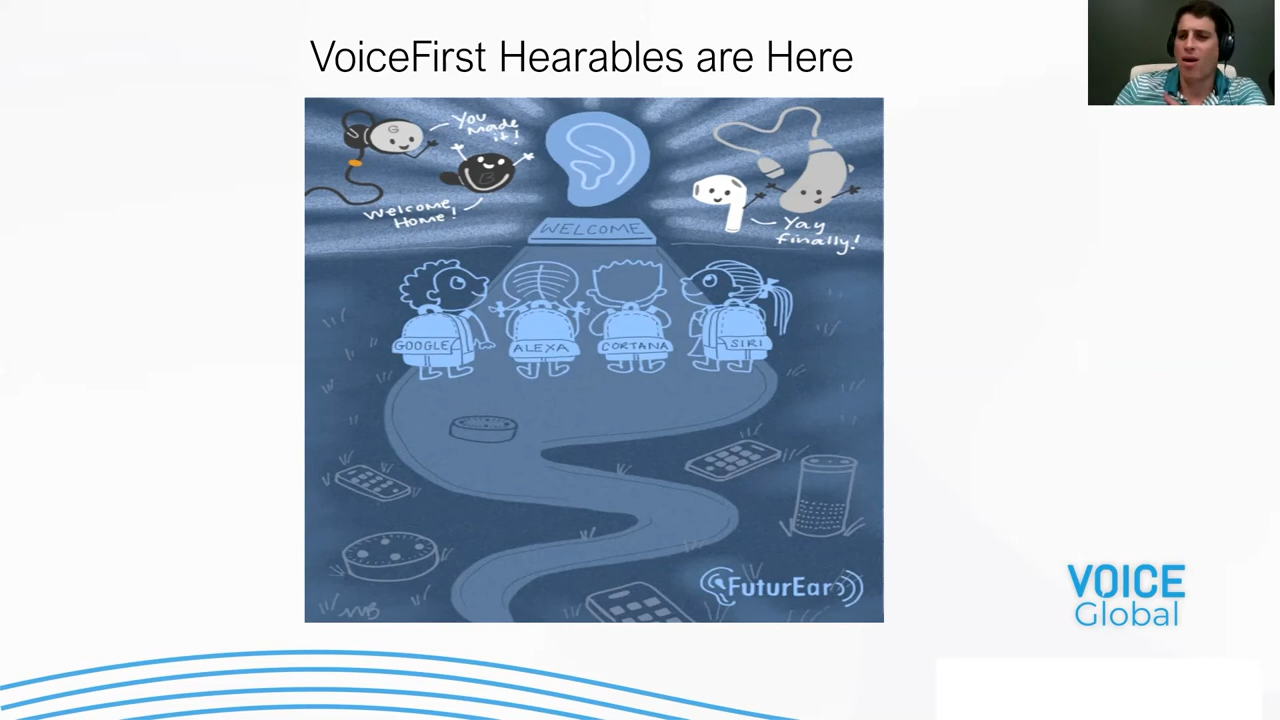 VoiceFirst Hearables are Here
You
made
it!
G
B
Welcome
Home!
Yay
finally!
WELCOME
GOOGLE
ALEXA
CORTANA
SIRI
FuturEar
VOICE
Global